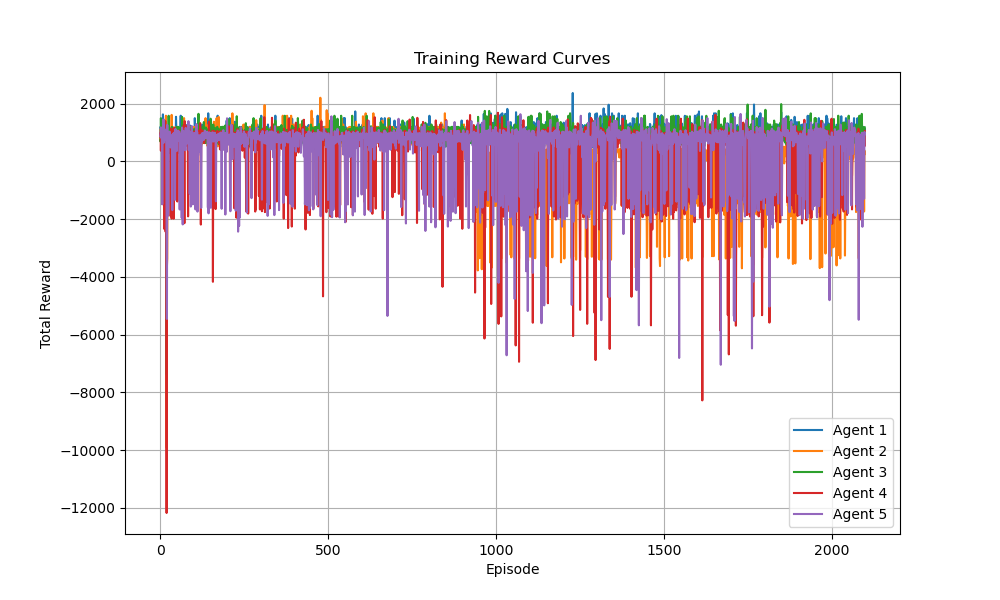 Training Reward Curves
2000
0
−2000
−4000
−6000
−8000
−10000
−12000
Total Reward
0 500 1000 1500 2000
Episode
Agent 1
Agent 2
Agent 3
Agent 4
Agent 5